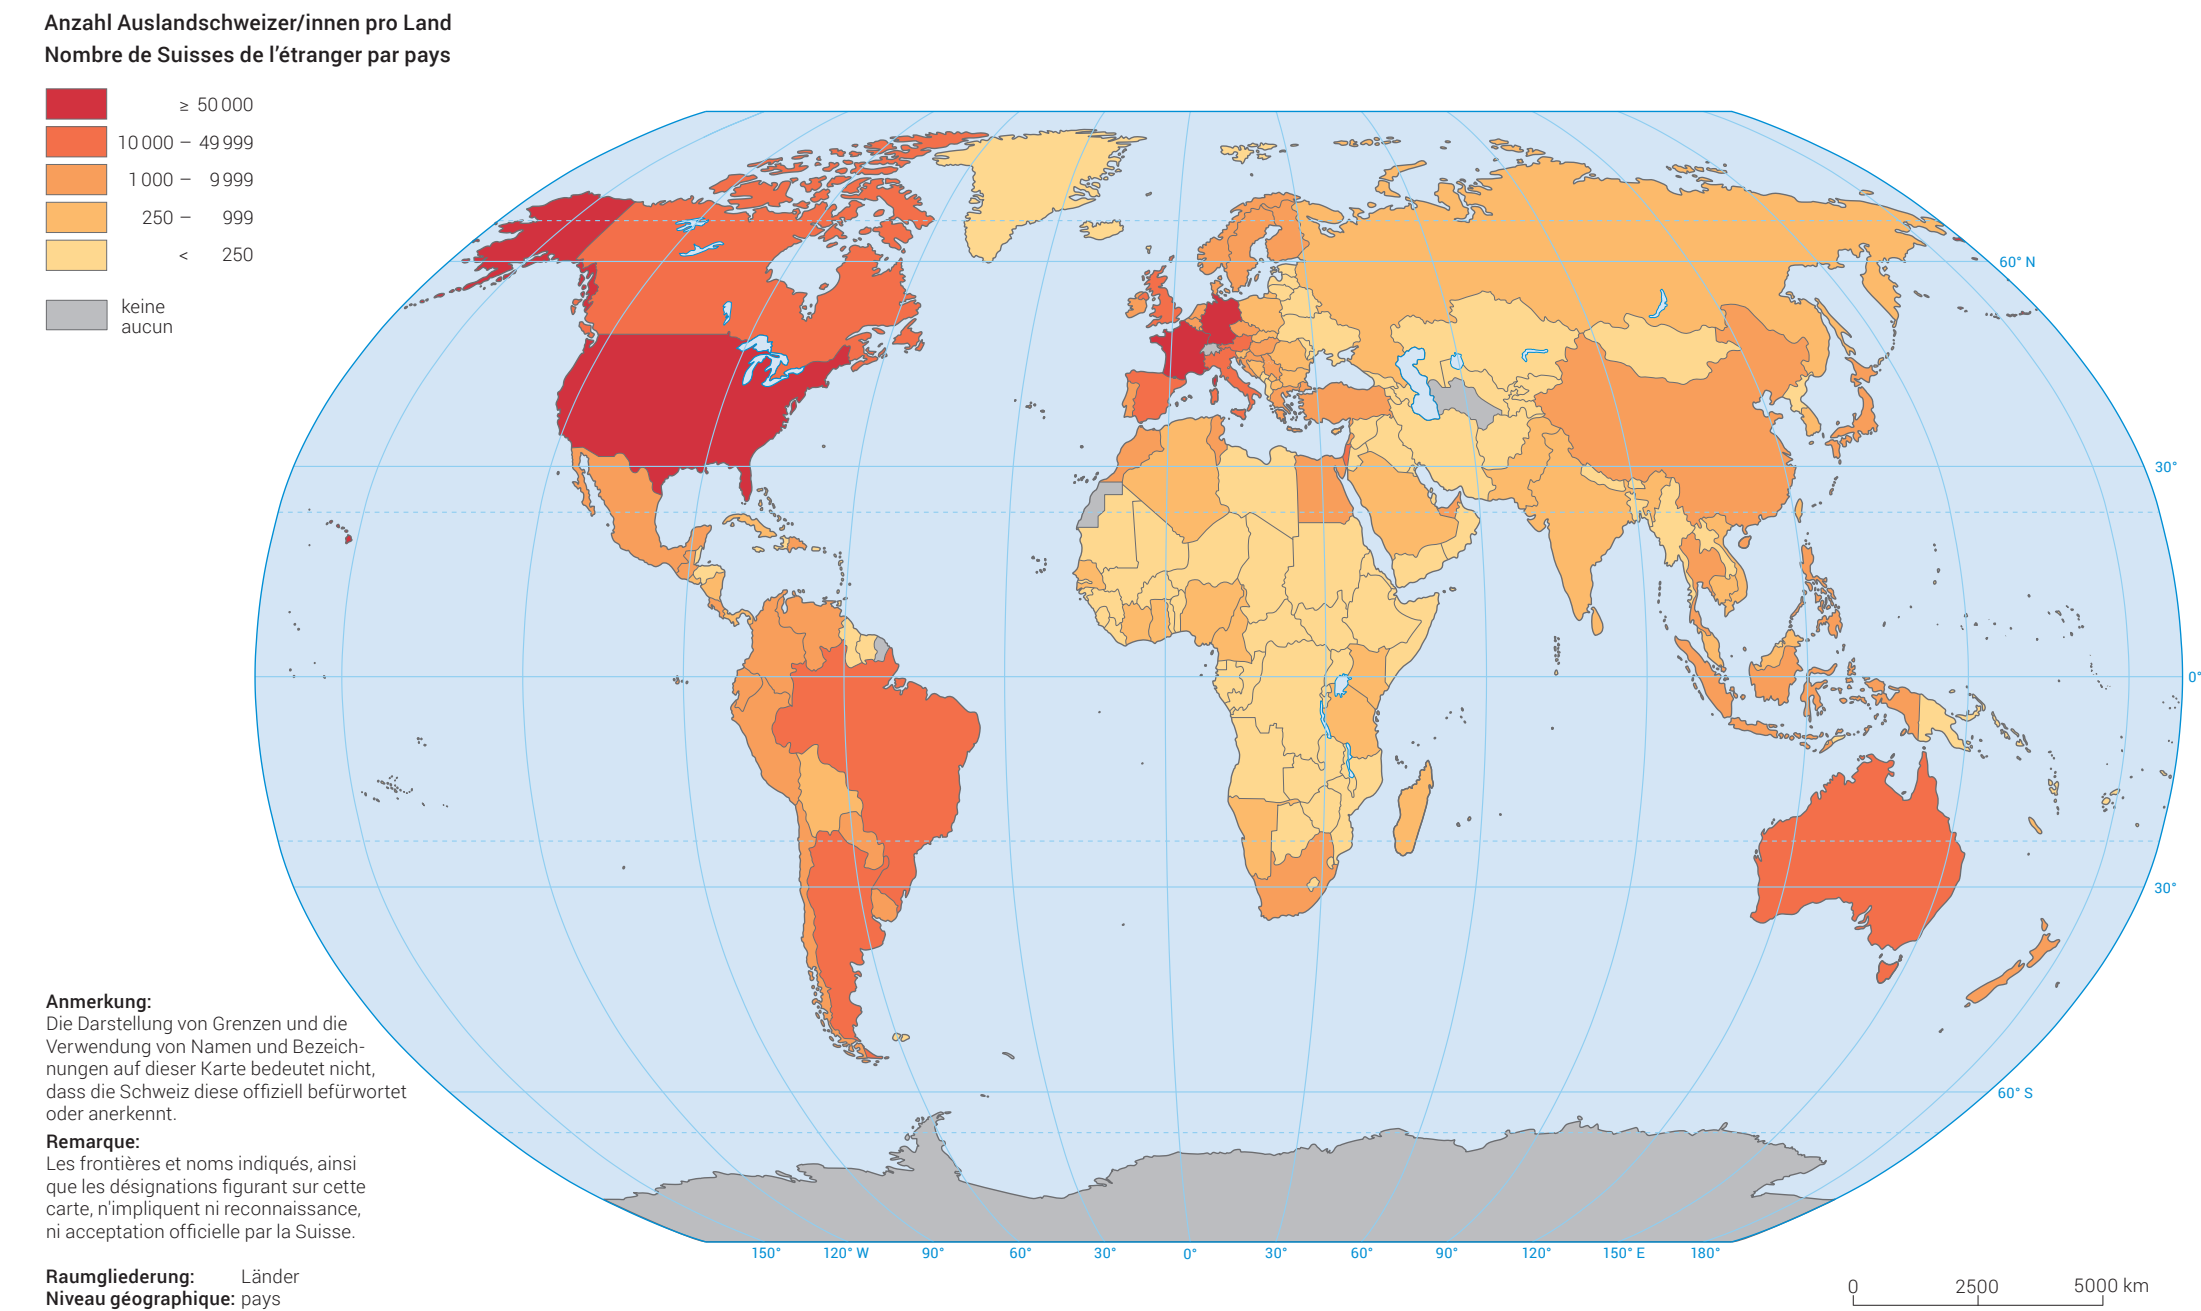 Anzahl Auslandschweizer/innen pro Land
Nombre de Suisses de l'étranger par pays
≥ 50 000
10 000 – 49 999
1 000 – 9 999
250 – 999
< 250
keine
aucun
60° N
30°
0°
30°
60° S
Anmerkung:
Die Darstellung von Grenzen und die
Verwendung von Namen und Bezeich-
nungen auf dieser Karte bedeutet nicht,
dass die Schweiz diese offiziell befürwortet
oder anerkennt.
Remarque:
Les frontières et noms indiqués, ainsi
que les désignations figurant sur cette
carte, n'impliquent ni reconnaissance,
ni acceptation officielle par la Suisse.
150° 120° W 90° 60° 30° 0° 30° 60° 90° 120° 150° E 180°
Raumgliederung: Länder
Niveau géographique: pays
0 2500 5000 km